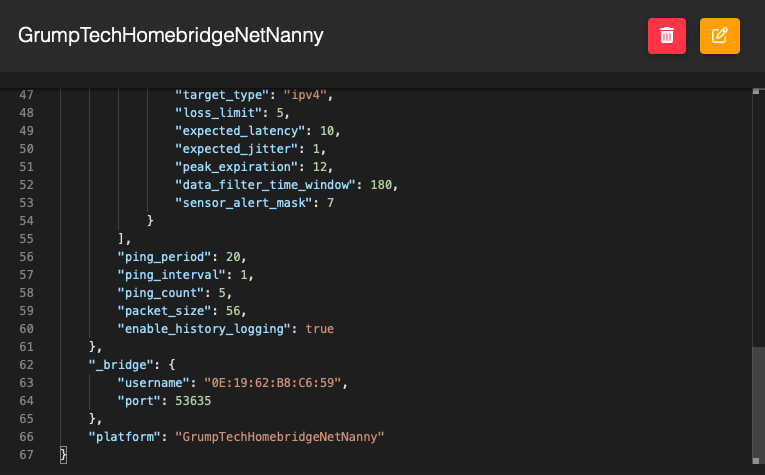 GrumpTechHomebridgeNetNanny
47 "target_type": "ipv4",
48 "loss_limit": 5,
49 "expected_latency": 10,
50 "expected_jitter": 1,
51 "peak_expiration": 12,
52 "data_filter_time_window": 180,
53 "sensor_alert_mask": 7
54 }
55 ],
56 "ping_period": 20,
57 "ping_interval": 1,
58 "ping_count": 5,
59 "packet_size": 56,
60 "enable_history_logging": true
61 },
62 "_bridge": {
63 "username": "0E:19:62:B8:C6:59",
64 "port": 53635
65 },
66 "platform": "GrumpTechHomebridgeNetNanny"
67 }